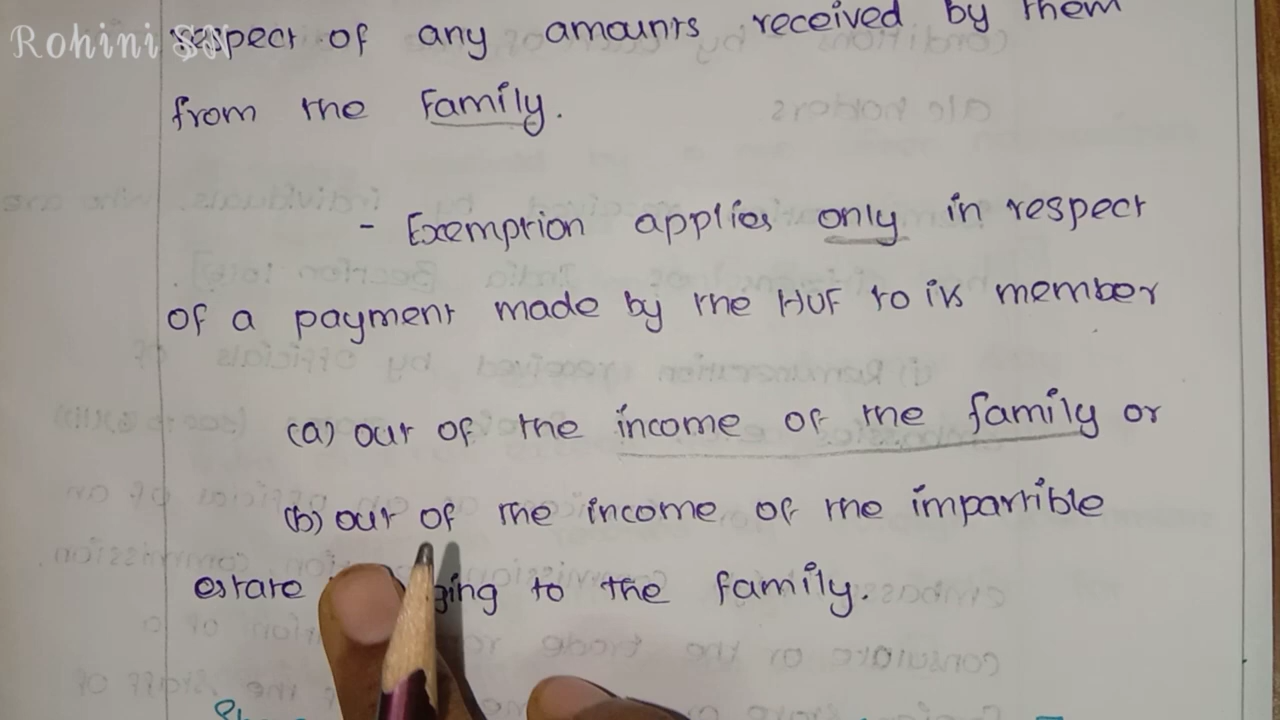 Rohini SN
respect of any amounts received by them
from the family.
- Exemption applies only in respect
of a payment made by the HUF to its member
(a) out of the income of the family or
(b) out of the income of the impartible
estate to the family.